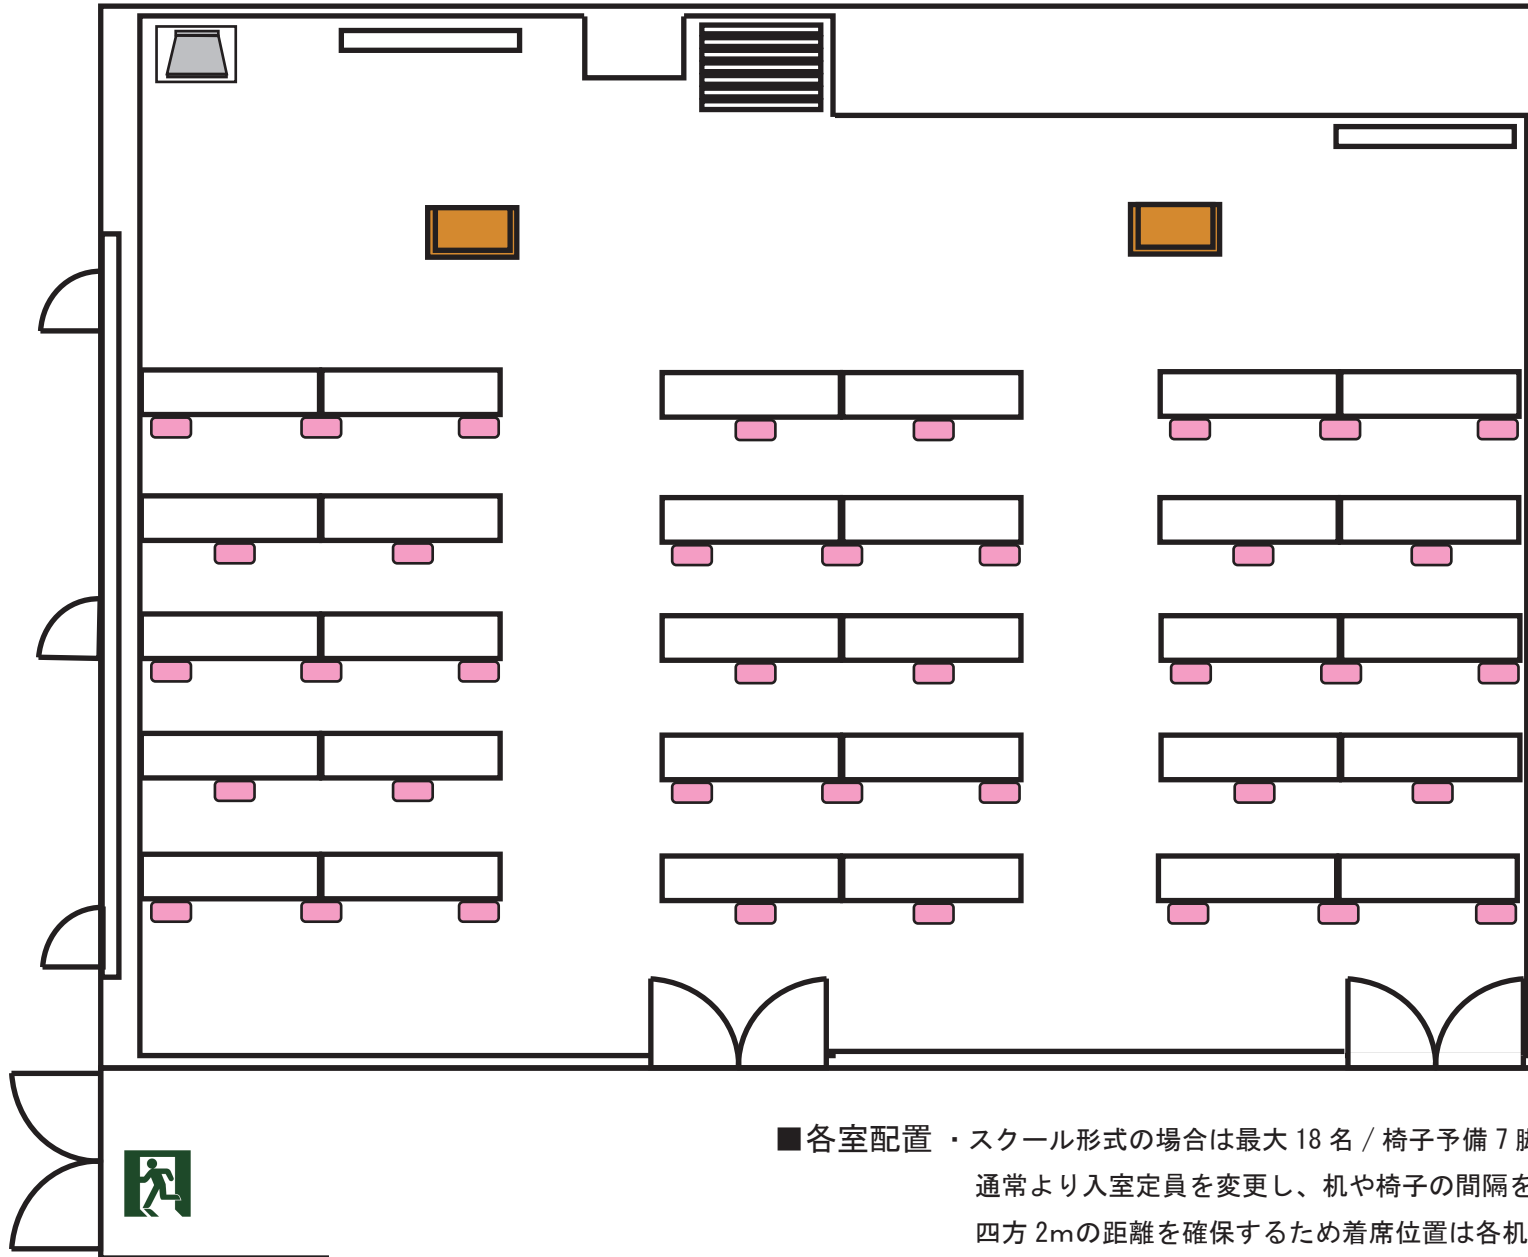 ■各室配置 ・スクール形式の場合は最大 18 名 / 椅子予備 7 脚
通常より入室定員を変更し、机や椅子の間隔を
四方 2mの距離を確保するため着席位置は各机